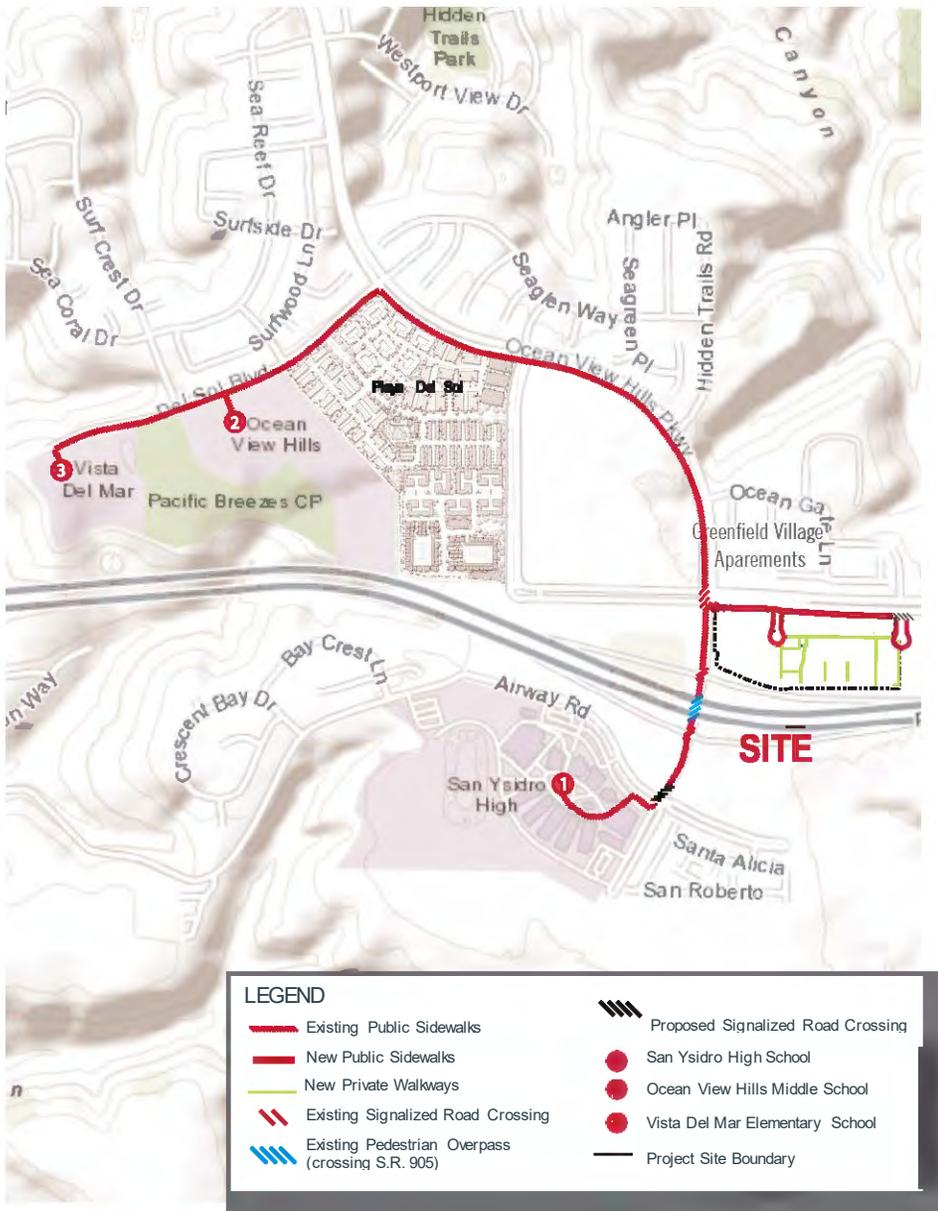 Hidden
Trails
Park
Canyon
Westport View Dr
Sea Reef Dr
Surf Crest Dr
Surfside Dr
Angler Pl
Sea Coral Dr
Surfwood Ln
Seaglen Way
Seagreen Pl
Hidden Trails Rd
Ocean View Hills Pkwy
Del Sol Blvd
Playa Del Sol
2
Ocean
View Hills
3
Vista
Del Mar
Pacific Breezes CP
Ocean Gate Ln
Greenfield Village
Aparements
Bay Crest Ln
Airway Rd
on Way
Crescent Bay Dr
SITE
San Ysidro
High
1
Santa Alicia
San Roberto
n
LEGEND
Existing Public Sidewalks
New Public Sidewalks
New Private Walkways
Existing Signalized Road Crossing
Existing Pedestrian Overpass
(crossing S.R. 905)
Proposed Signalized Road Crossing
San Ysidro High School
Ocean View Hills Middle School
Vista Del Mar Elementary School
Project Site Boundary